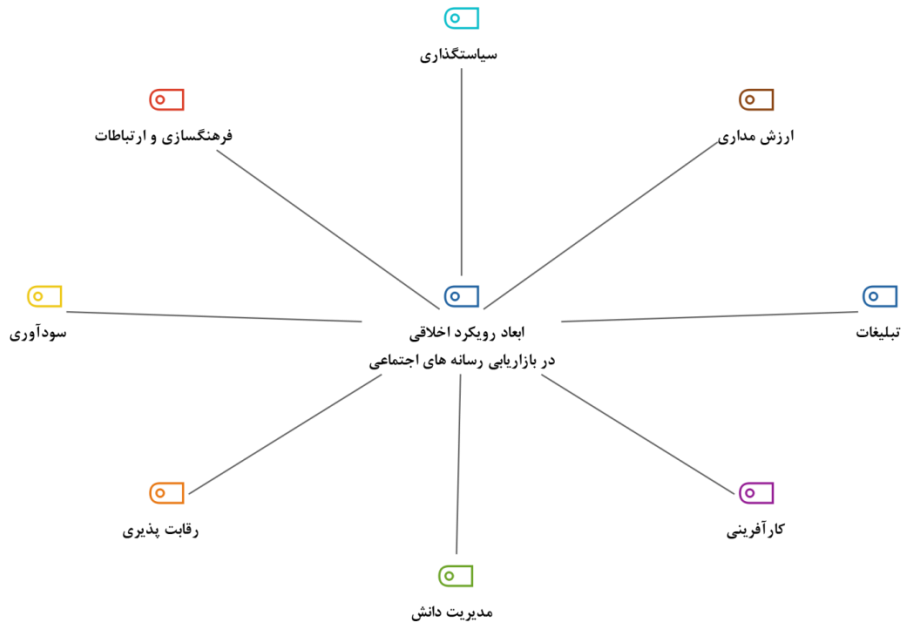 سیاستگذاری
ارزش مداری
فرهنگسازی و ارتباطات
تبلیغات
ابعاد رویکرد اخلاقی
در بازاریابی رسانه های اجتماعی
سودآوری
کارآفرینی
رقابت پذیری
مدیریت دانش